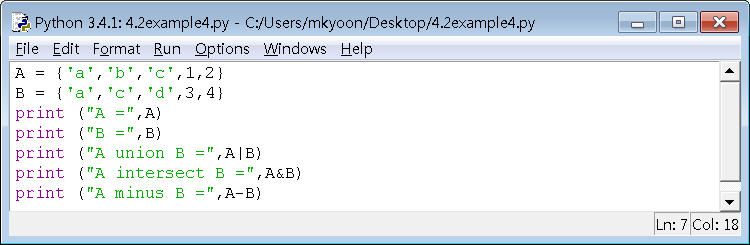 Python 3.4.1: 4.2example4.py - C:/Users/mkyoon/Desktop/4.2example4.py
File Edit Format Run Options Windows Help
A = {'a','b','c',1,2}
B = {'a','c','d',3,4}
print ("A =",A)
print ("B =",B)
print ("A union B =",A|B)
print ("A intersect B =",A&B)
print ("A minus B =",A-B)
Ln: 7 Col: 18